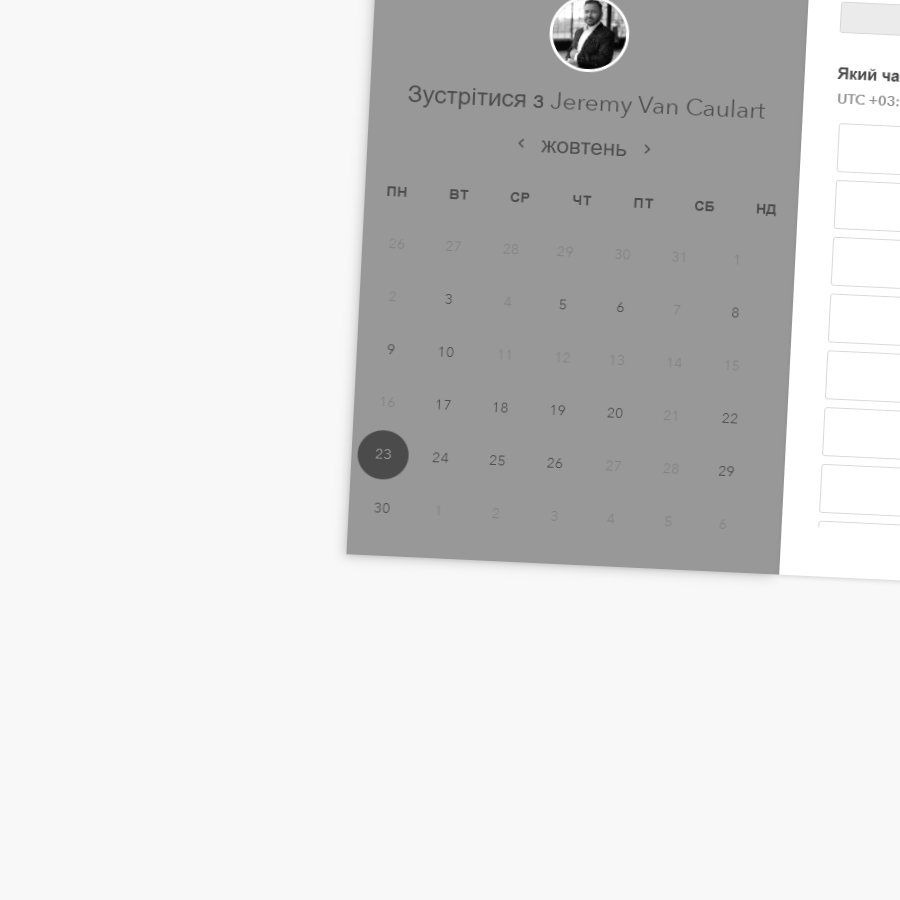 Зустрітися з Jeremy Van Caulart
< жовтень >
ПН ВТ СР ЧТ ПТ СБ НД
26 27 28 29 30 31 1
2 3 4 5 6 7 8
9 10 11 12 13 14 15
16 17 18 19 20 21 22
23 24 25 26 27 28 29
30 1 2 3 4 5 6
Який
UTC +03: